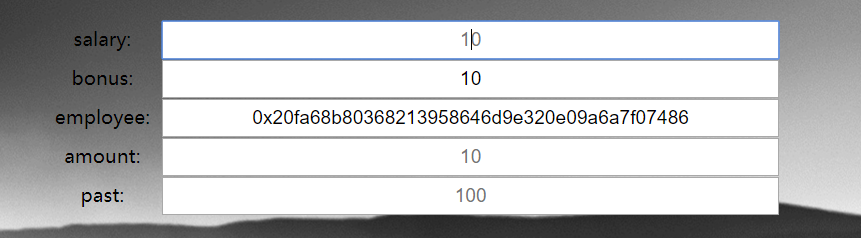 salary: 10
bonus: 10
employee: 0x20fa68b80368213958646d9e320e09a6a7f07486
amount: 10
past: 100